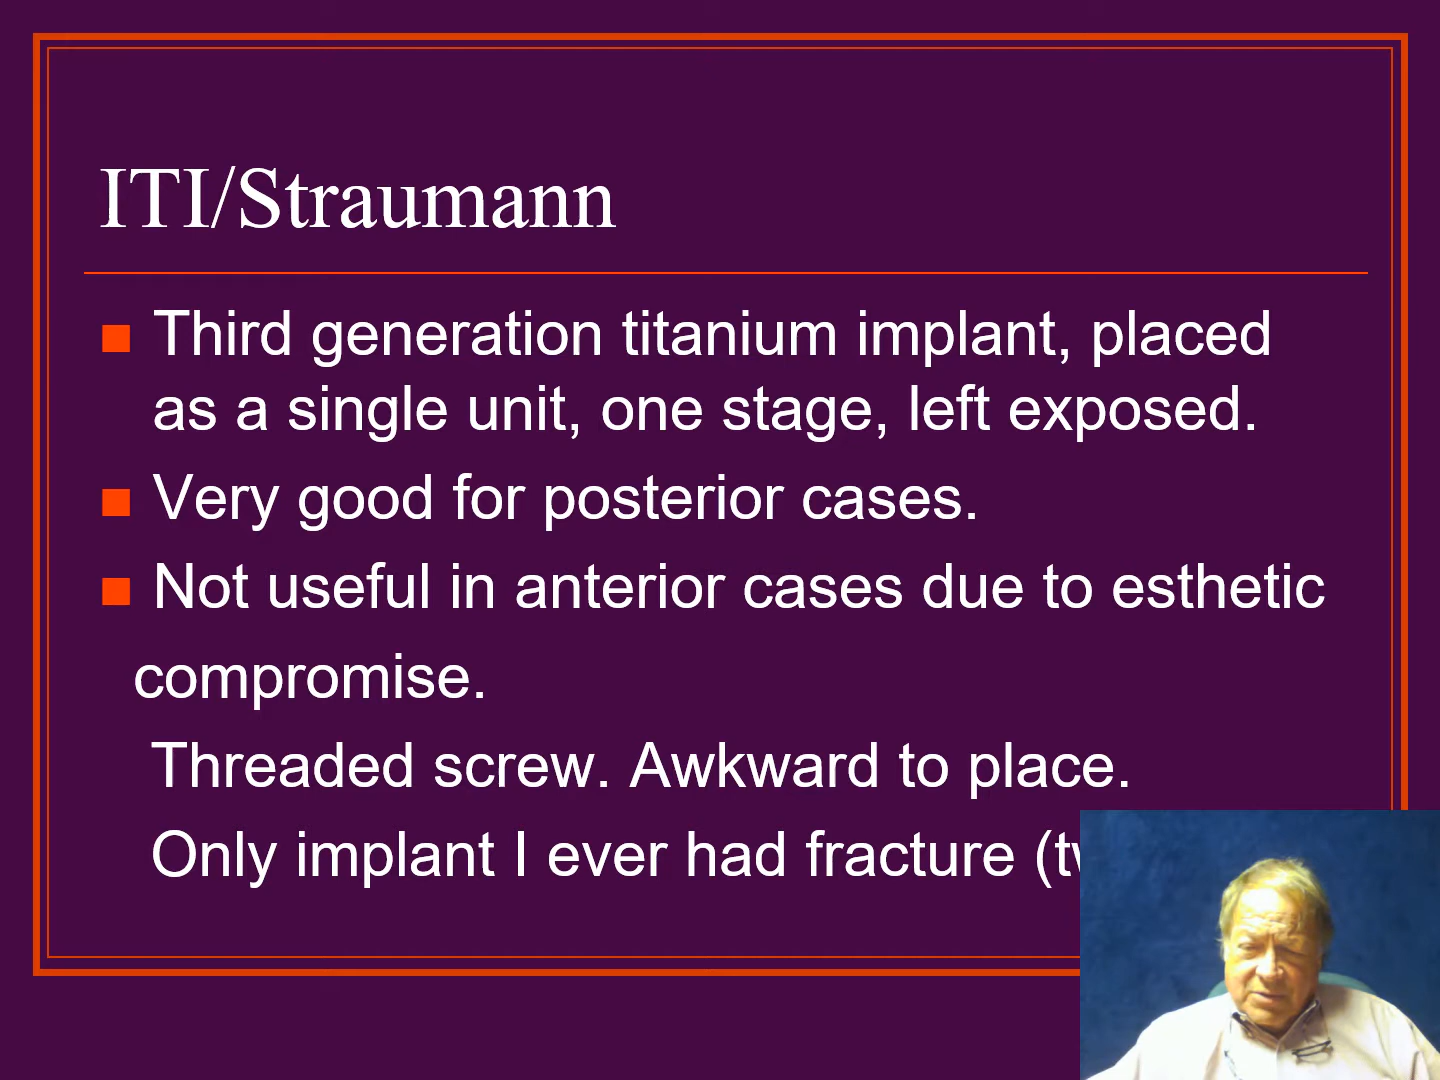 ITI/Straumann
Third generation titanium implant, placed
as a single unit, one stage, left exposed.
Very good for posterior cases.
Not useful in anterior cases due to esthetic
compromise.
Threaded screw. Awkward to place.
Only implant I ever had fracture